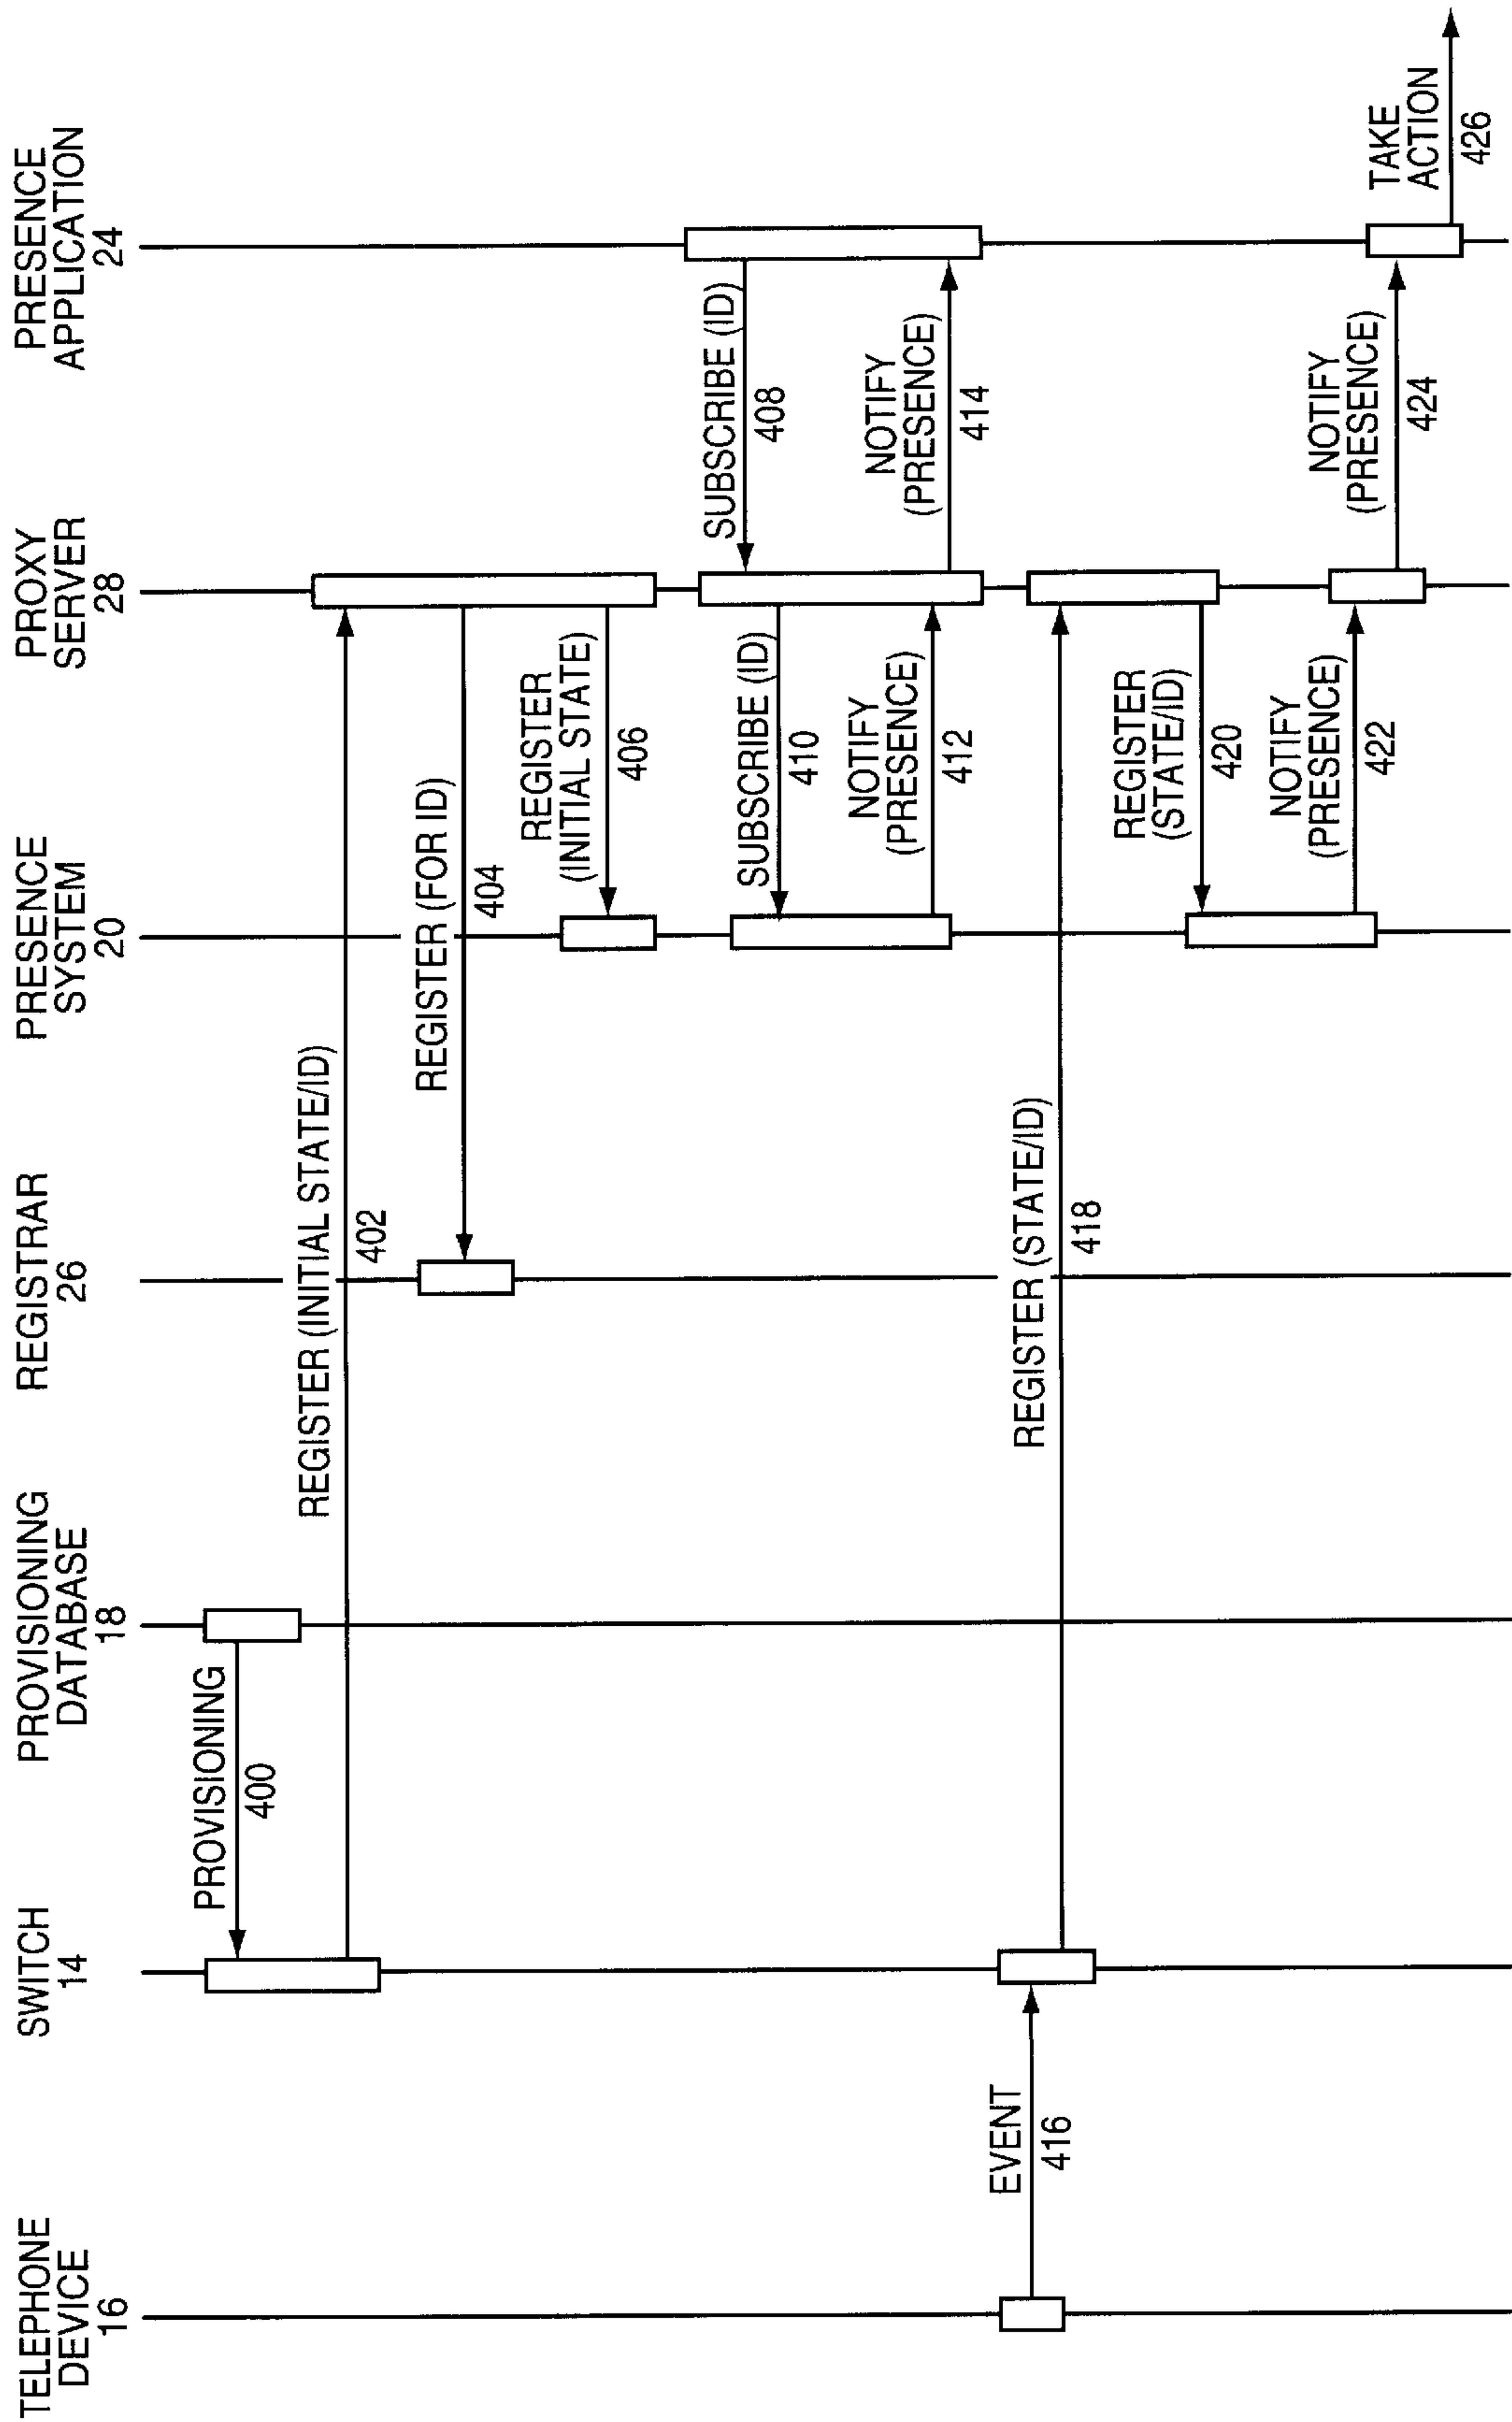 TELEPHONE
DEVICE
16
SWITCH
14
PROVISIONING
DATABASE
18
REGISTRAR
26
PRESENCE
SYSTEM
20
PROXY
SERVER
28
PRESENCE
APPLICATION
24
PROVISIONING
400
REGISTER (INITIAL STATE/ID)
402
REGISTER (FOR ID)
404
REGISTER
(INITIAL STATE)
406
SUBSCRIBE (ID)
408
SUBSCRIBE (ID)
410
NOTIFY
(PRESENCE)
412
NOTIFY
(PRESENCE)
414
EVENT
416
REGISTER (STATE/ID)
418
REGISTER
(STATE/ID)
420
NOTIFY
(PRESENCE)
422
NOTIFY
(PRESENCE)
424
TAKE
ACTION
426